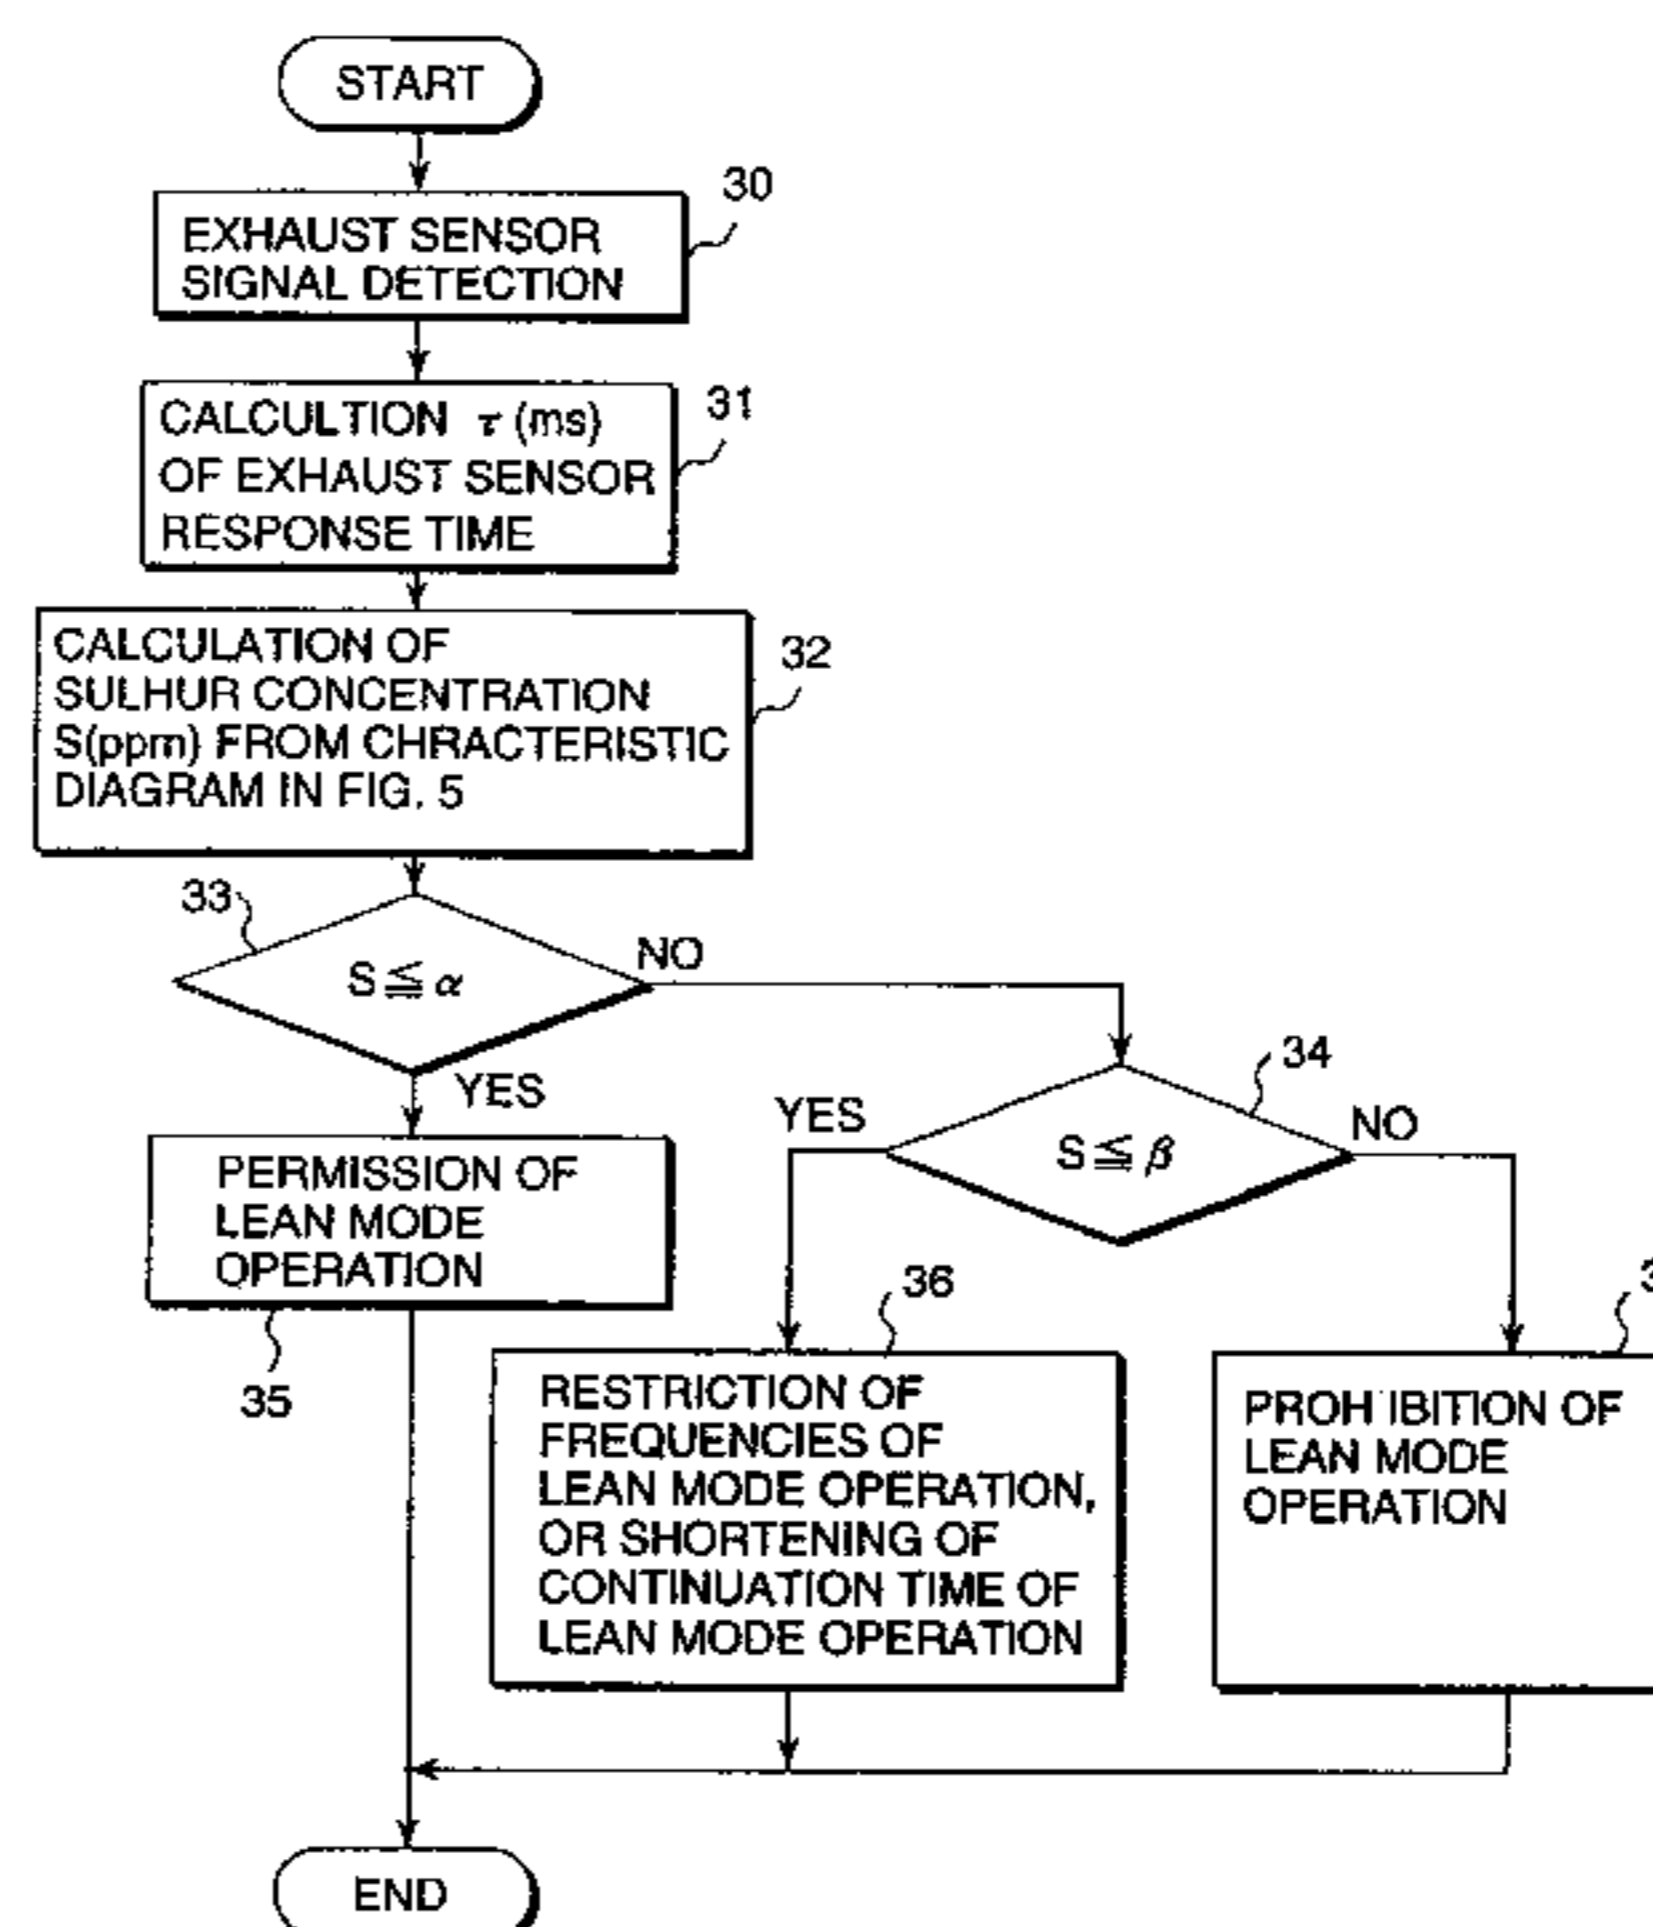 START
30
EXHAUST SENSOR
SIGNAL DETECTION
31
CALCULTION τ (ms)
OF EXHAUST SENSOR
RESPONSE TIME
32
CALCULATION OF
SULHUR CONCENTRATION
S(ppm) FROM CHRACTERISTIC
DIAGRAM IN FIG. 5
33
S ≦ α
NO
YES
34
S ≦ β
YES
NO
PERMISSION OF
LEAN MODE
OPERATION
35
36
RESTRICTION OF
FREQUENCIES OF
LEAN MODE OPERATION,
OR SHORTENING OF
CONTINUATION TIME OF
LEAN MODE OPERATION
PROHIBITION OF
LEAN MODE
OPERATION
END